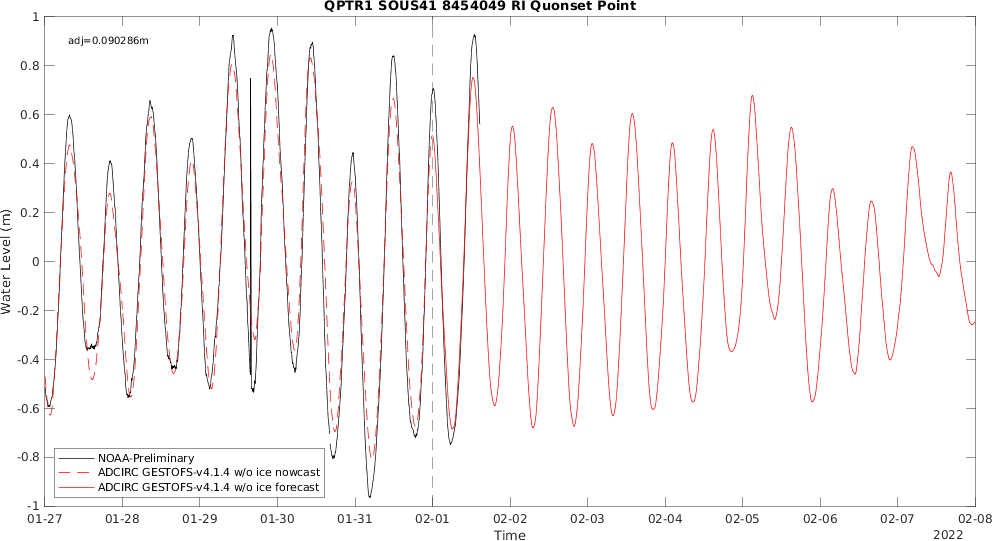 QPTR1 SOUS41 8454049 RI Quonset Point
adj=0.090286m
1
0.8
0.6
0.4
0.2
0
-0.2
-0.4
-0.6
-0.8
-1
Water Level (m)
NOAA-Preliminary
ADCIRC GESTOFS-v4.1.4 w/o ice nowcast
ADCIRC GESTOFS-v4.1.4 w/o ice forecast
01-27 01-28 01-29 01-30 01-31 02-01 02-02 02-03 02-04 02-05 02-06 02-07 02-08
Time
2022